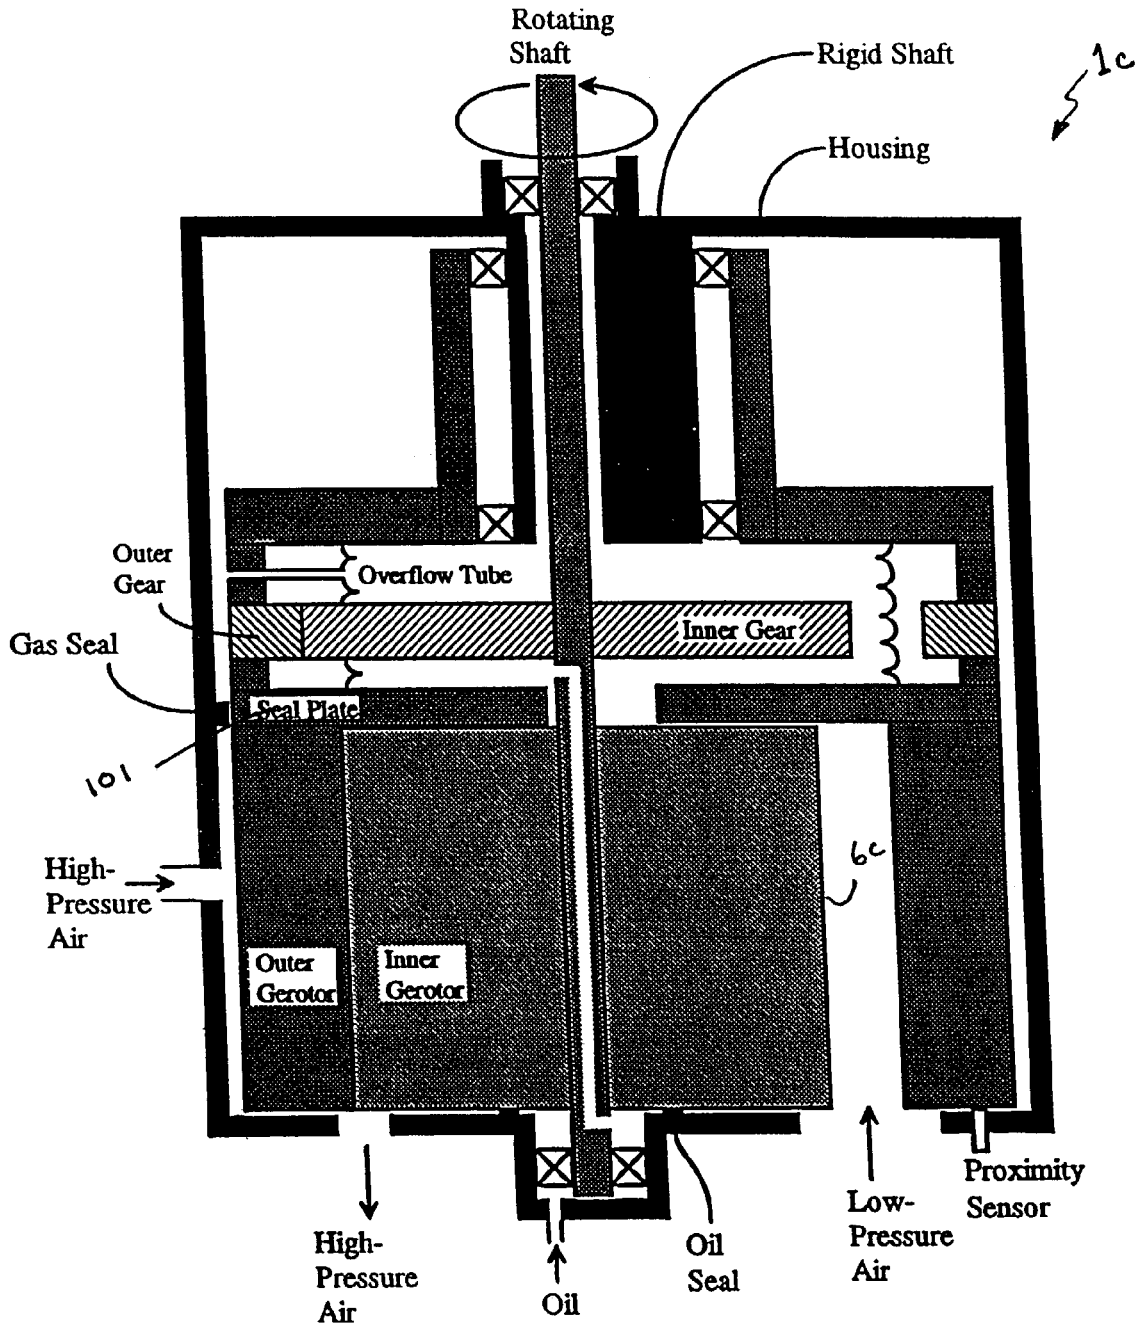 Rotating
Shaft
Rigid Shaft
1c
Housing
Outer
Gear
Overflow Tube
Inner Gear
Gas Seal
Seal Plate
101
6c
High-
Pressure
Air
Outer
Gerotor
Inner
Gerotor
Proximity
Sensor
Low-
Pressure
Air
Oil
Seal
High-
Pressure
Air
Oil